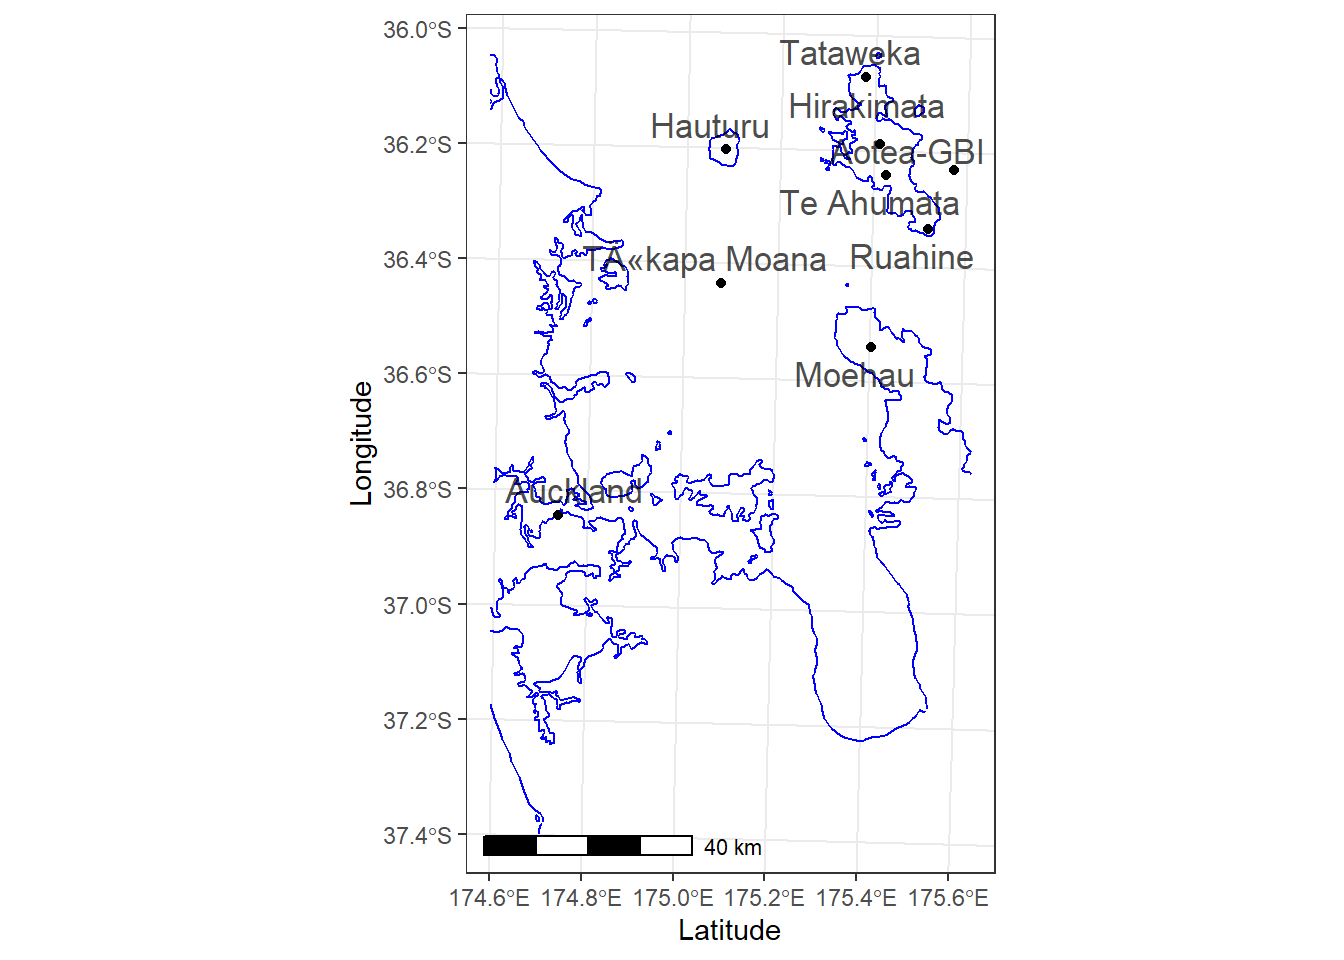 36.0°S
Tataweka
Hirakimata
Hauturu
36.2°S
Aotea-GBI
Te Ahumata
36.4°S
TÄ«kapa Moana
Ruahine
36.6°S
Moehau
Longitude
36.8°S
Auckland
37.0°S
37.2°S
37.4°S
40 km
174.6°E 174.8°E 175.0°E 175.2°E 175.4°E 175.6°E
Latitude